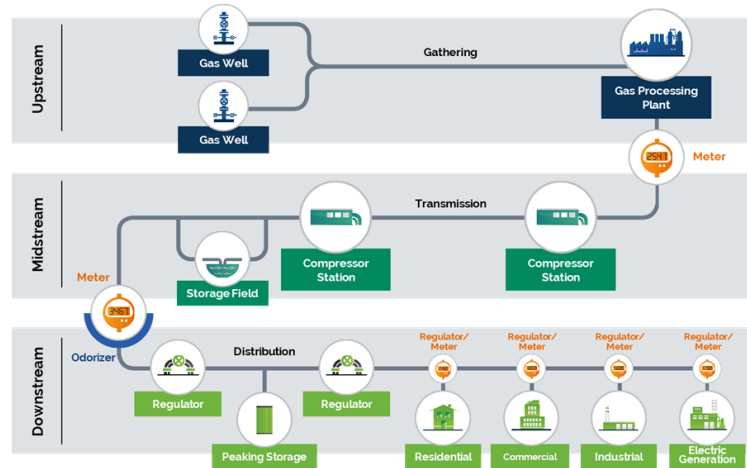 Upstream
Gas Well
Gas Well
Gathering
Gas Processing
Plant
2541
Meter
Midstream
Transmission
Compressor
Station
Compressor
Station
Storage Field
Meter
3467
Odorizer
Downstream
Distribution
Regulator
Peaking Storage
Regulator
Regulator/
Meter
Regulator/
Meter
Regulator/
Meter
Regulator/
Meter
Residential
Commercial
Industrial
Electric
Generation